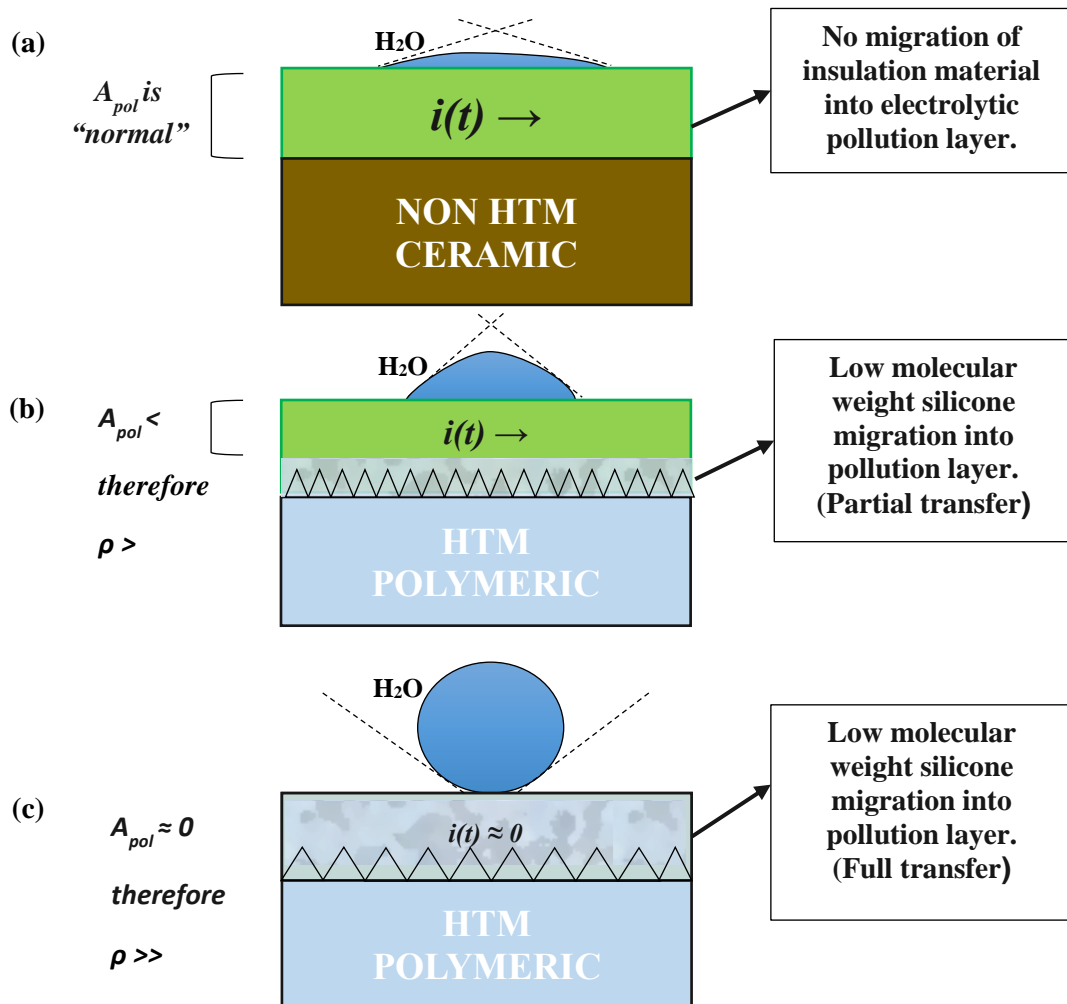 (a)
H₂O
A_pol is
“normal”
i(t) →
NON HTM
CERAMIC
No migration of
insulation material
into electrolytic
pollution layer.
(b)
H₂O
A_pol <
therefore
ρ >
i(t) →
HTM
POLYMERIC
Low molecular
weight silicone
migration into
pollution layer.
(Partial transfer)
(c)
H₂O
A_pol ≈ 0
therefore
ρ >>
i(t) ≈ 0
HTM
POLYMERIC
Low molecular
weight silicone
migration into
pollution layer.
(Full transfer)